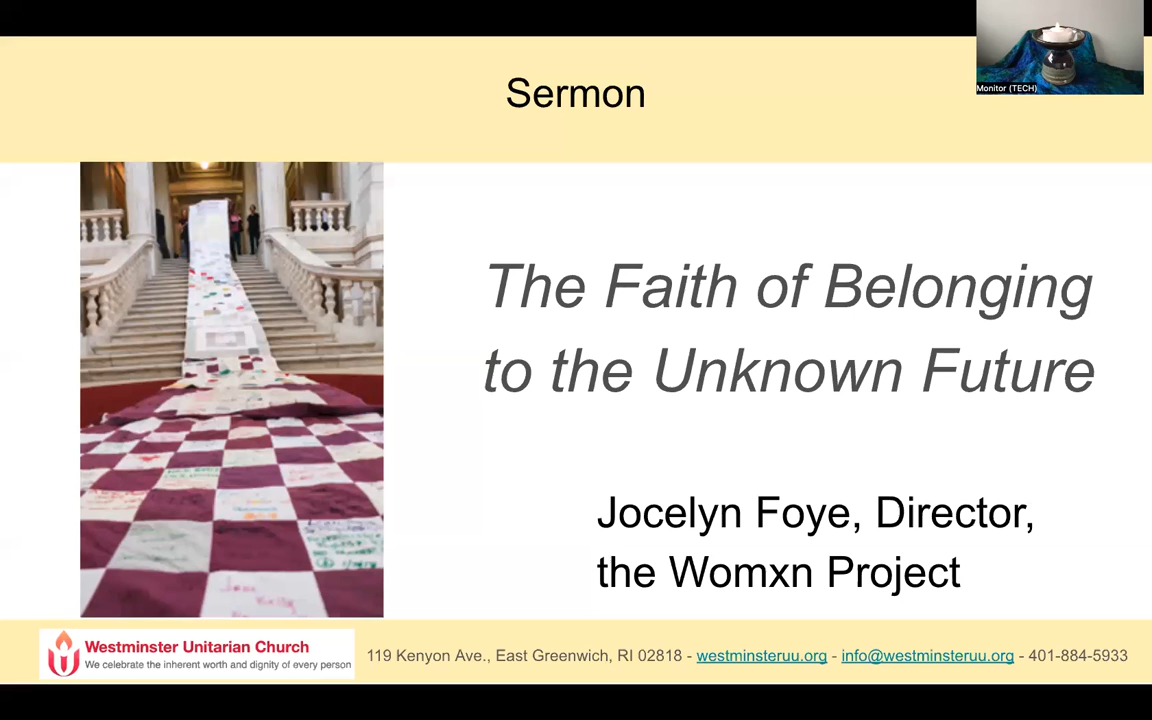 Monitor (TECH)
Sermon
The Faith of Belonging
to the Unknown Future
Jocelyn Foye, Director,
the Womxn Project
Westminster Unitarian Church
We celebrate the inherent worth and dignity of every person
119 Kenyon Ave., East Greenwich, RI 02818 - westminsteruu.org - info@westminsteruu.org - 401-884-5933